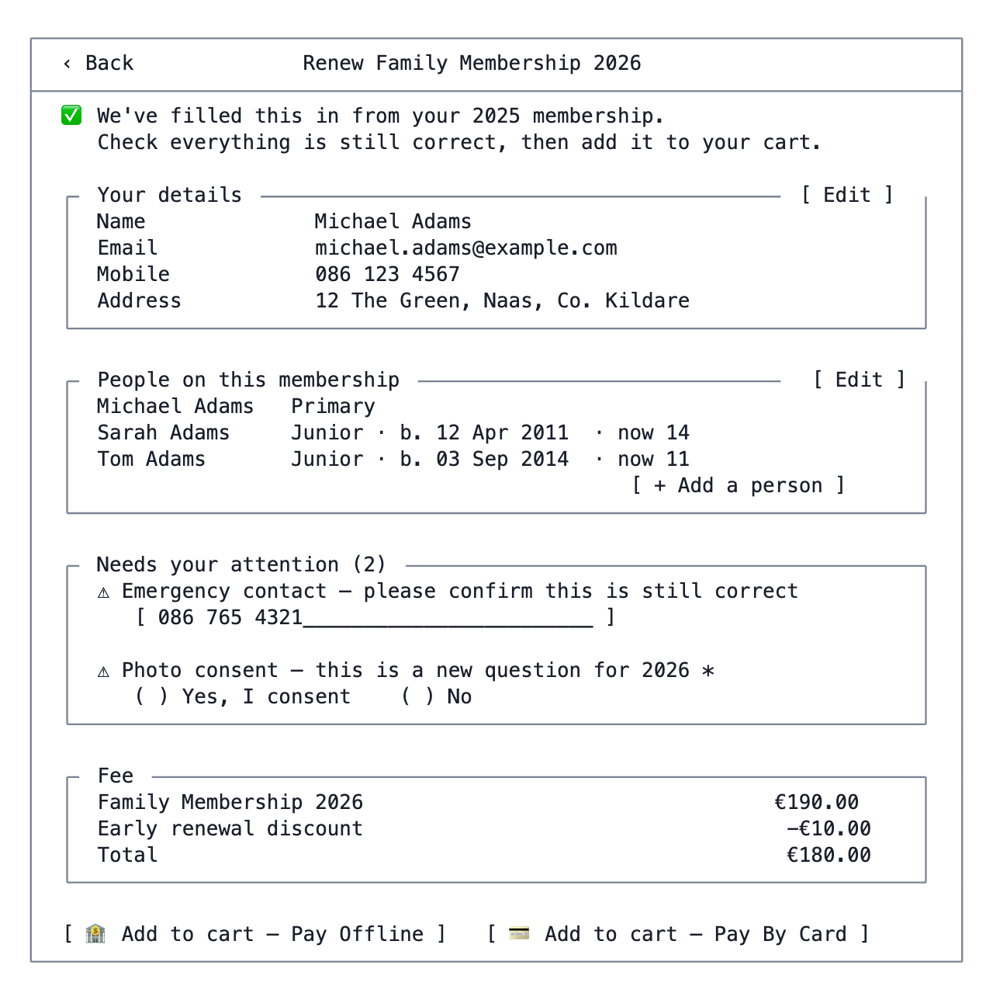 ‹ Back Renew Family Membership 2026
✅ We've filled this in from your 2025 membership.
Check everything is still correct, then add it to your cart.
Your details [ Edit ]
Name Michael Adams
Email michael.adams@example.com
Mobile 086 123 4567
Address 12 The Green, Naas, Co. Kildare
People on this membership [ Edit ]
Michael Adams Primary
Sarah Adams Junior · b. 12 Apr 2011 · now 14
Tom Adams Junior · b. 03 Sep 2014 · now 11
[ + Add a person ]
Needs your attention (2)
⚠ Emergency contact — please confirm this is still correct
[ 086 765 4321________________________ ]
⚠ Photo consent — this is a new question for 2026 *
( ) Yes, I consent ( ) No
Fee
Family Membership 2026 €190.00
Early renewal discount −€10.00
Total €180.00
[ 🏦 Add to cart — Pay Offline ] [ 💳 Add to cart — Pay By Card ]